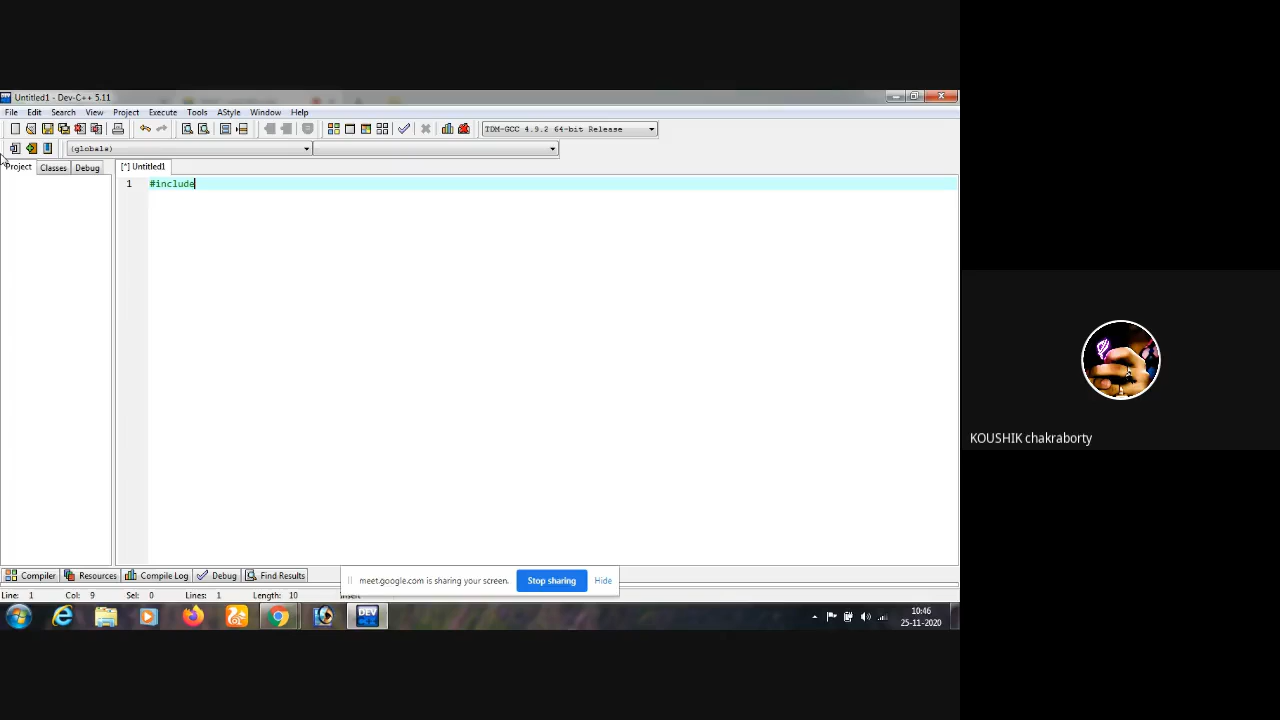 Untitled1 - Dev-C++ 5.11
File Edit Search View Project Execute Tools AStyle Window Help
TDM-GCC 4.9.2 64-bit Release
(globals)
Project Classes Debug [*] Untitled1
1 #include
KOUSHIK chakraborty
Compiler Resources Compile Log Debug Find Results
meet.google.com is sharing your screen. Stop sharing Hide
Line: 1 Col: 9 Sel: 0 Lines: 1 Length: 10 Insert
DEV
10:46
25-11-2020